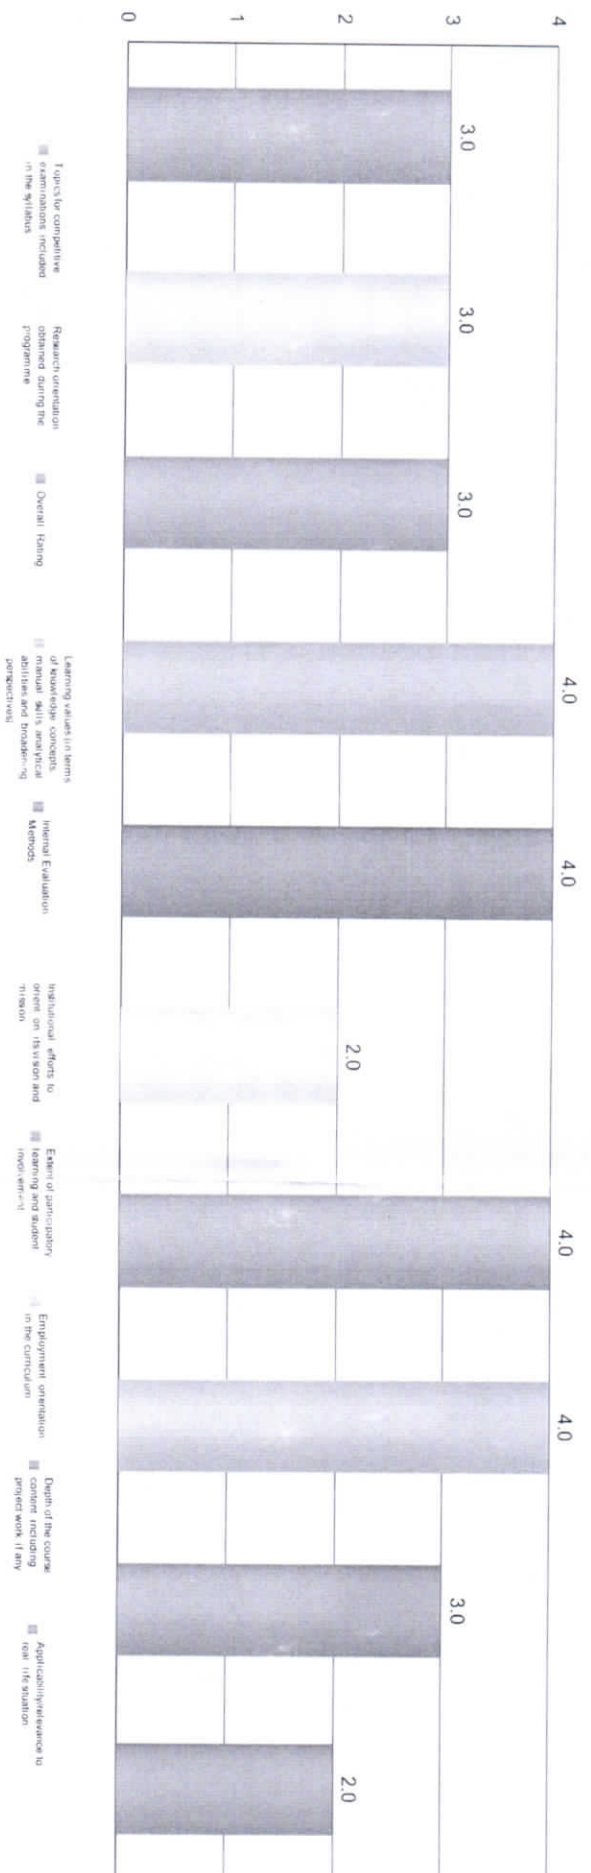 4
3
2
1
0
3.0
3.0
3.0
4.0
4.0
2.0
4.0
4.0
3.0
2.0
Topics for competitive
examinations included
in the syllabus
Research orientation
obtained during the
programme
Overall Rating
Learning values(in terms
of knowledge concepts,
manual skills analytical
abilities and broadening
perspectives)
Internal Evaluation
Methods
Institutional efforts to
orient on its vision and
mission
Extent of participatory
learning and student
involvement
Employment orientation
in the curriculum
Depth of the course
content including
project work if any
Applicability/relevance to
real life situation